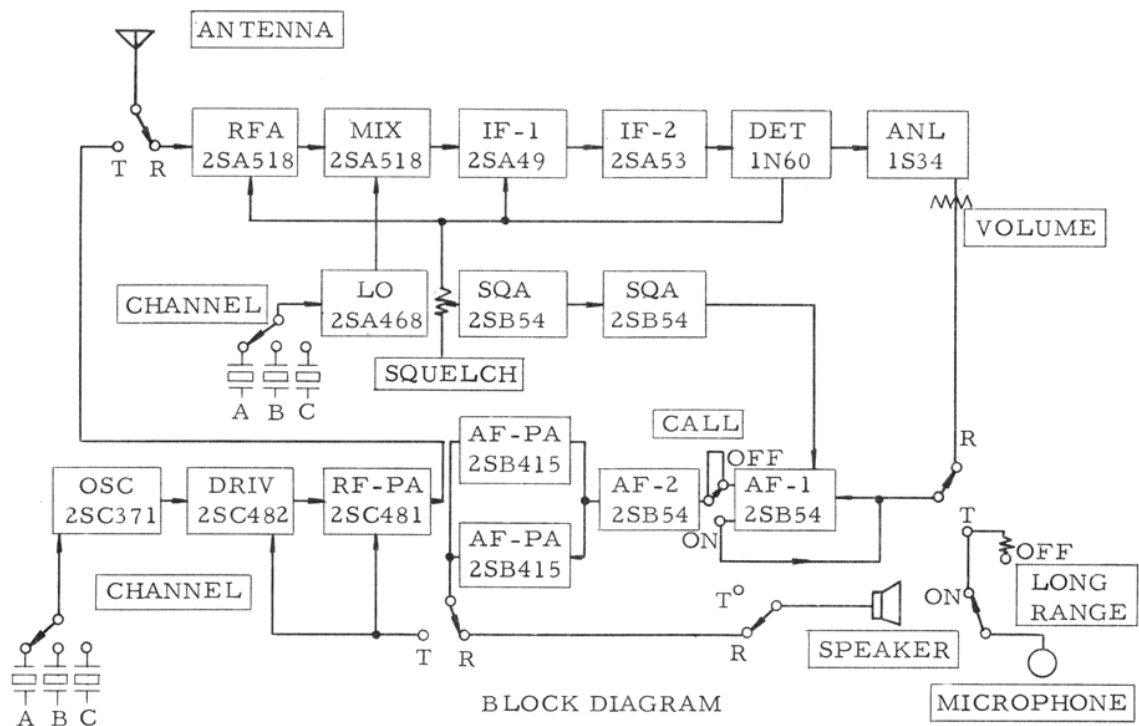 ANTENNA
T
R
RFA
2SA518
MIX
2SA518
IF-1
2SA49
IF-2
2SA53
DET
1N60
ANL
1S34
VOLUME
CHANNEL
LO
2SA468
SQA
2SB54
SQA
2SB54
SQUELCH
A
B
C
OSC
2SC371
DRIV
2SC482
RF-PA
2SC481
AF-PA
2SB415
AF-PA
2SB415
AF-2
2SB54
CALL
OFF
ON
AF-1
2SB54
R
T
OFF
ON
LONG
RANGE
CHANNEL
T
R
T
R
SPEAKER
MICROPHONE
A
B
C
BLOCK DIAGRAM